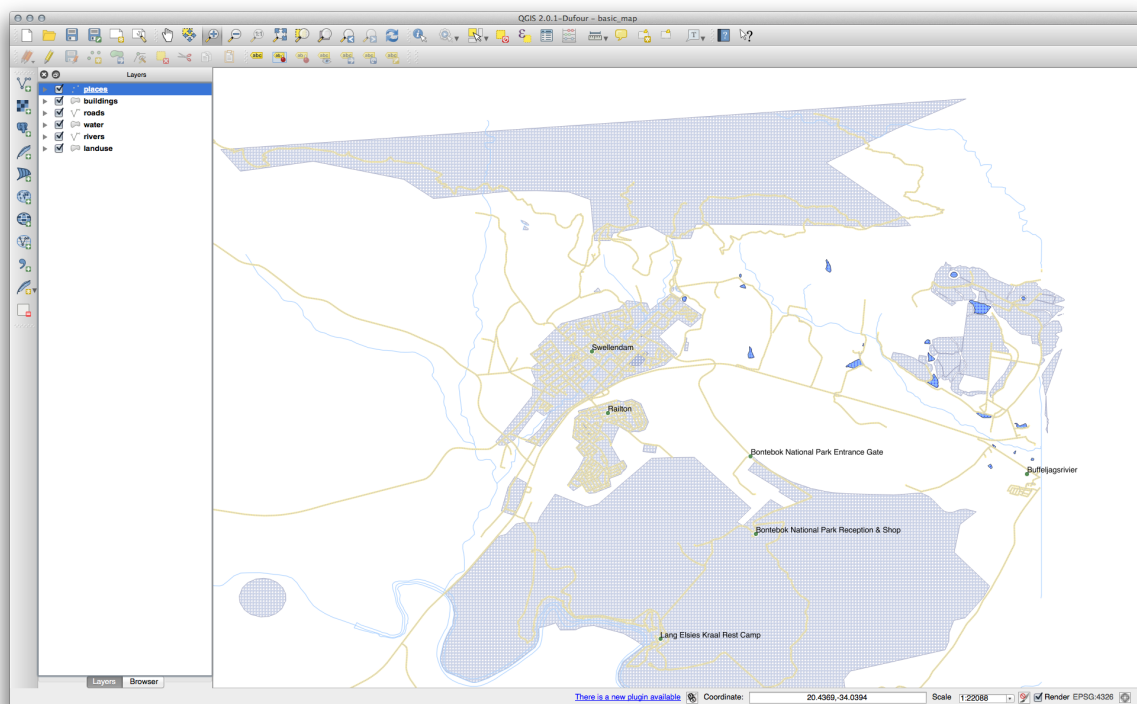 QGIS 2.0.1-Dufour - basic_map
Layers
places
buildings
roads
water
rivers
landuse
Swellendam
Railton
Bontebok National Park Entrance Gate
Buffeljagsrivier
Bontebok National Park Reception & Shop
Lang Elsies Kraal Rest Camp
Layers Browser
There is a new plugin available Coordinate: 20.4369,-34.0394 Scale 1:22088 Render EPSG:4326